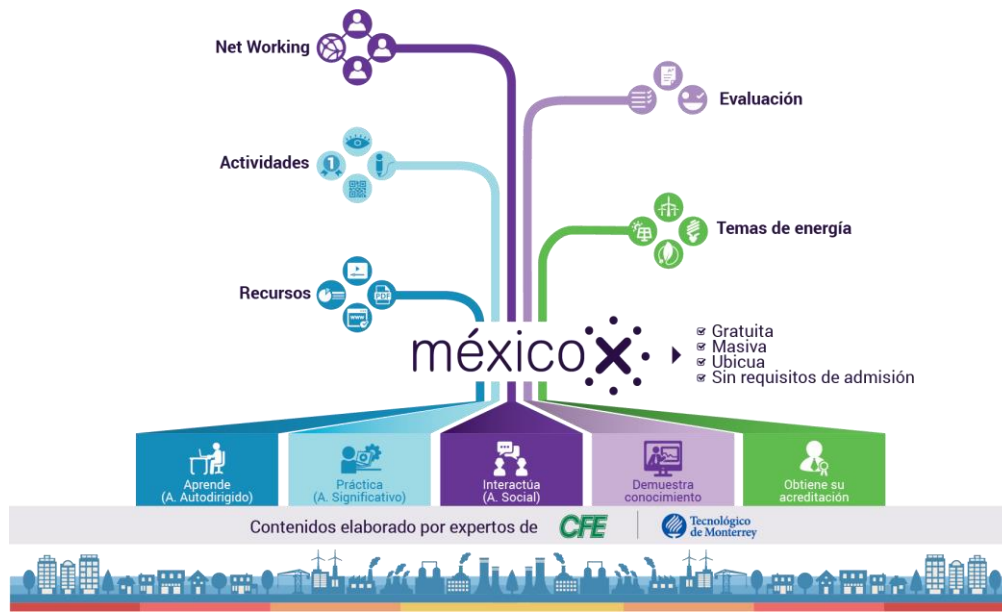 Net Working
Evaluación
Actividades
1
Temas de energía
Recursos
PDF
www
méxico x
Gratuita
Masiva
Ubicua
Sin requisitos de admisión
Aprende
(A. Autodirigido)
Práctica
(A. Significativo)
Interactúa
(A. Social)
Demuestra
conocimiento
Obtiene su
acreditación
Contenidos elaborado por expertos de
CFE
Tecnológico
de Monterrey